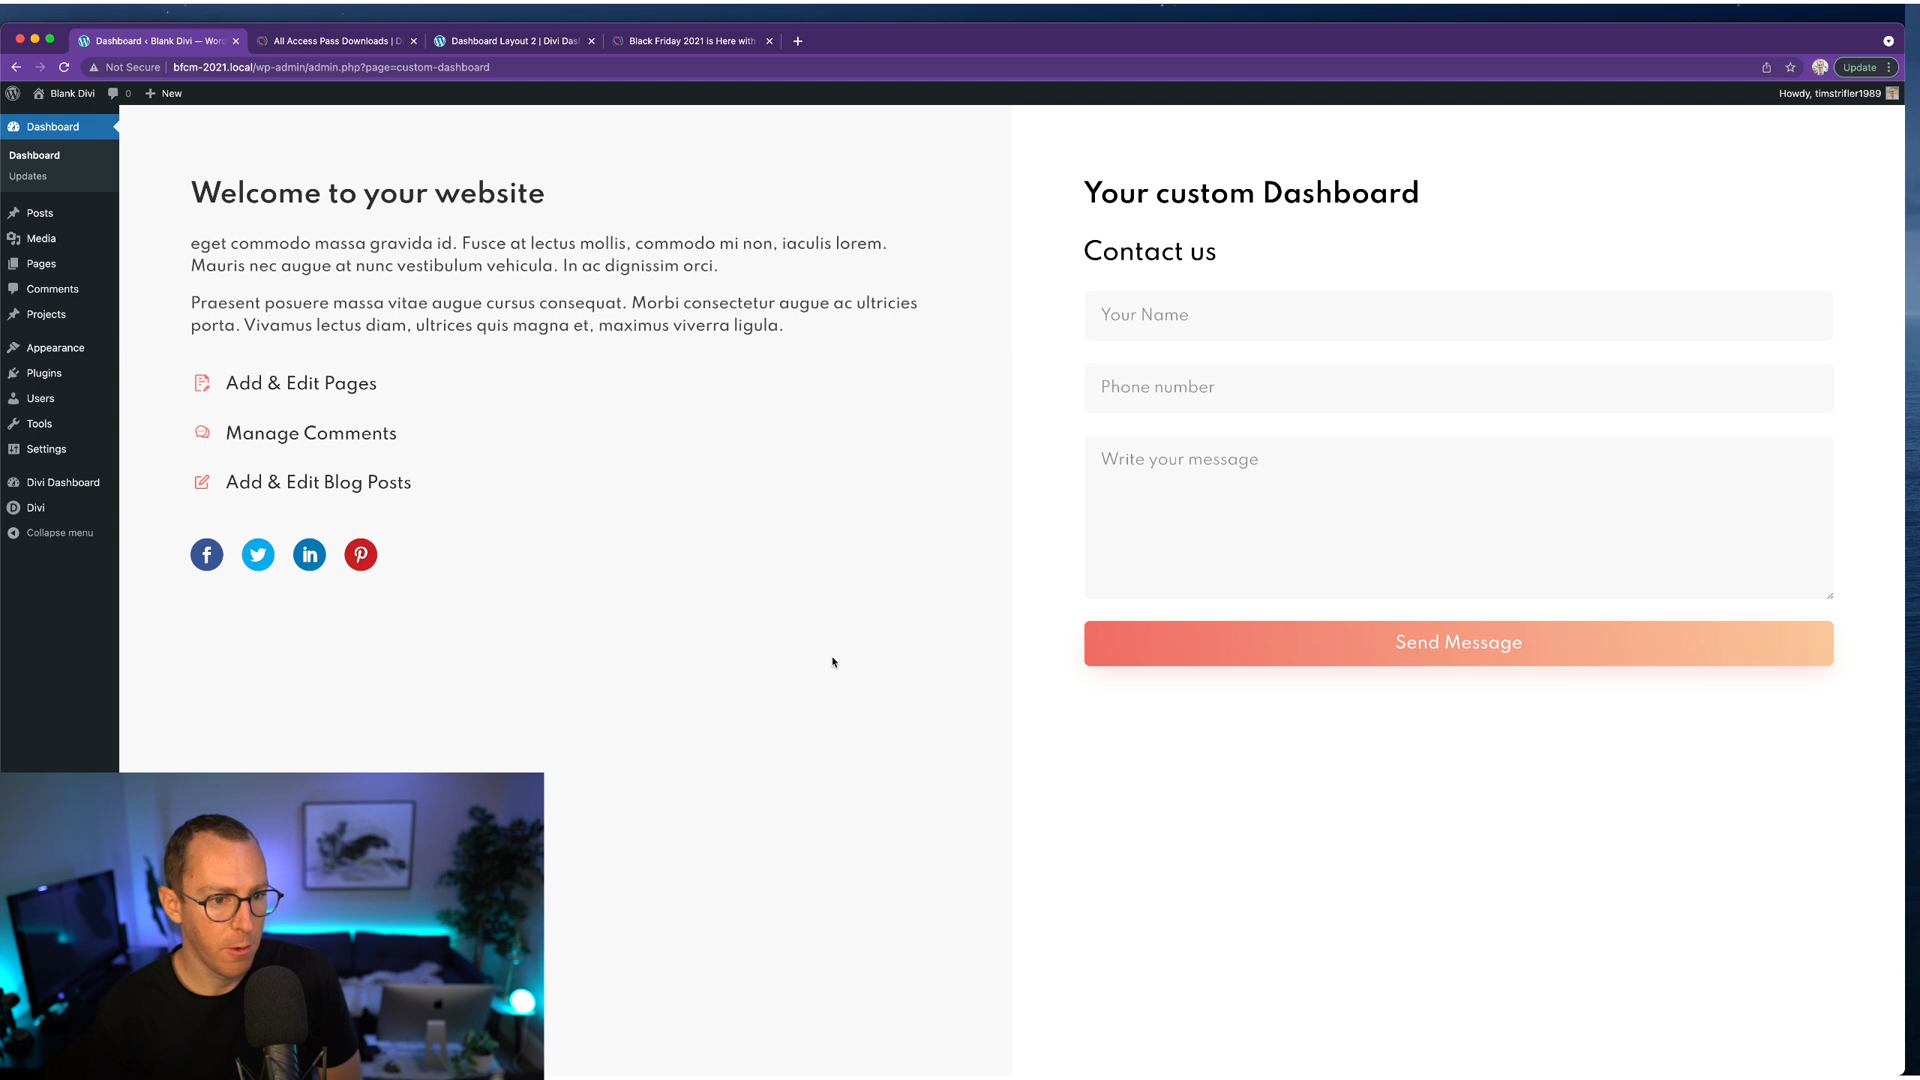 Dashboard ‹ Blank Divi — Worc
All Access Pass Downloads | D
Dashboard Layout 2 | Divi Das
Black Friday 2021 is Here with
Not Secure
bfcm-2021.local/wp-admin/admin.php?page=custom-dashboard
Update
Blank Divi
0
New
Howdy, timstrifler1989
Dashboard
Dashboard
Updates
Posts
Media
Pages
Comments
Projects
Appearance
Plugins
Users
Tools
Settings
Divi Dashboard
Divi
Collapse menu
Welcome to your website
eget commodo massa gravida id. Fusce at lectus mollis, commodo mi non, iaculis lorem.
Mauris nec augue at nunc vestibulum vehicula. In ac dignissim orci.
Praesent posuere massa vitae augue cursus consequat. Morbi consectetur augue ac ultricies
porta. Vivamus lectus diam, ultrices quis magna et, maximus viverra ligula.
Add & Edit Pages
Manage Comments
Add & Edit Blog Posts
Your custom Dashboard
Contact us
Your Name
Phone number
Write your message
Send Message